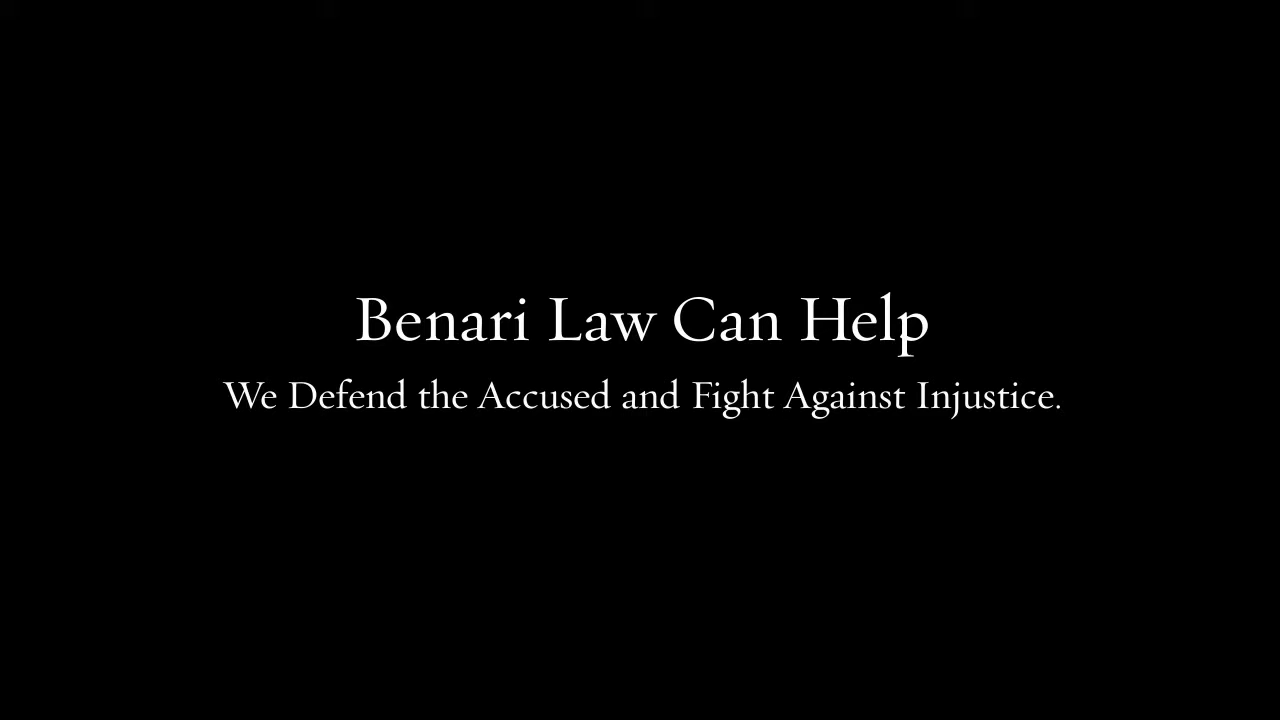 Benari Law Can Help
We Defend the Accused and Fight Against Injustice.